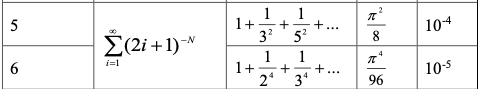 5
∞
∑(2i+1)^-N
i=1
1 + 1/3² + 1/5² + ... π²/8 10^-4
6 1 + 1/2⁴ + 1/3⁴ + ... π⁴/96 10^-5